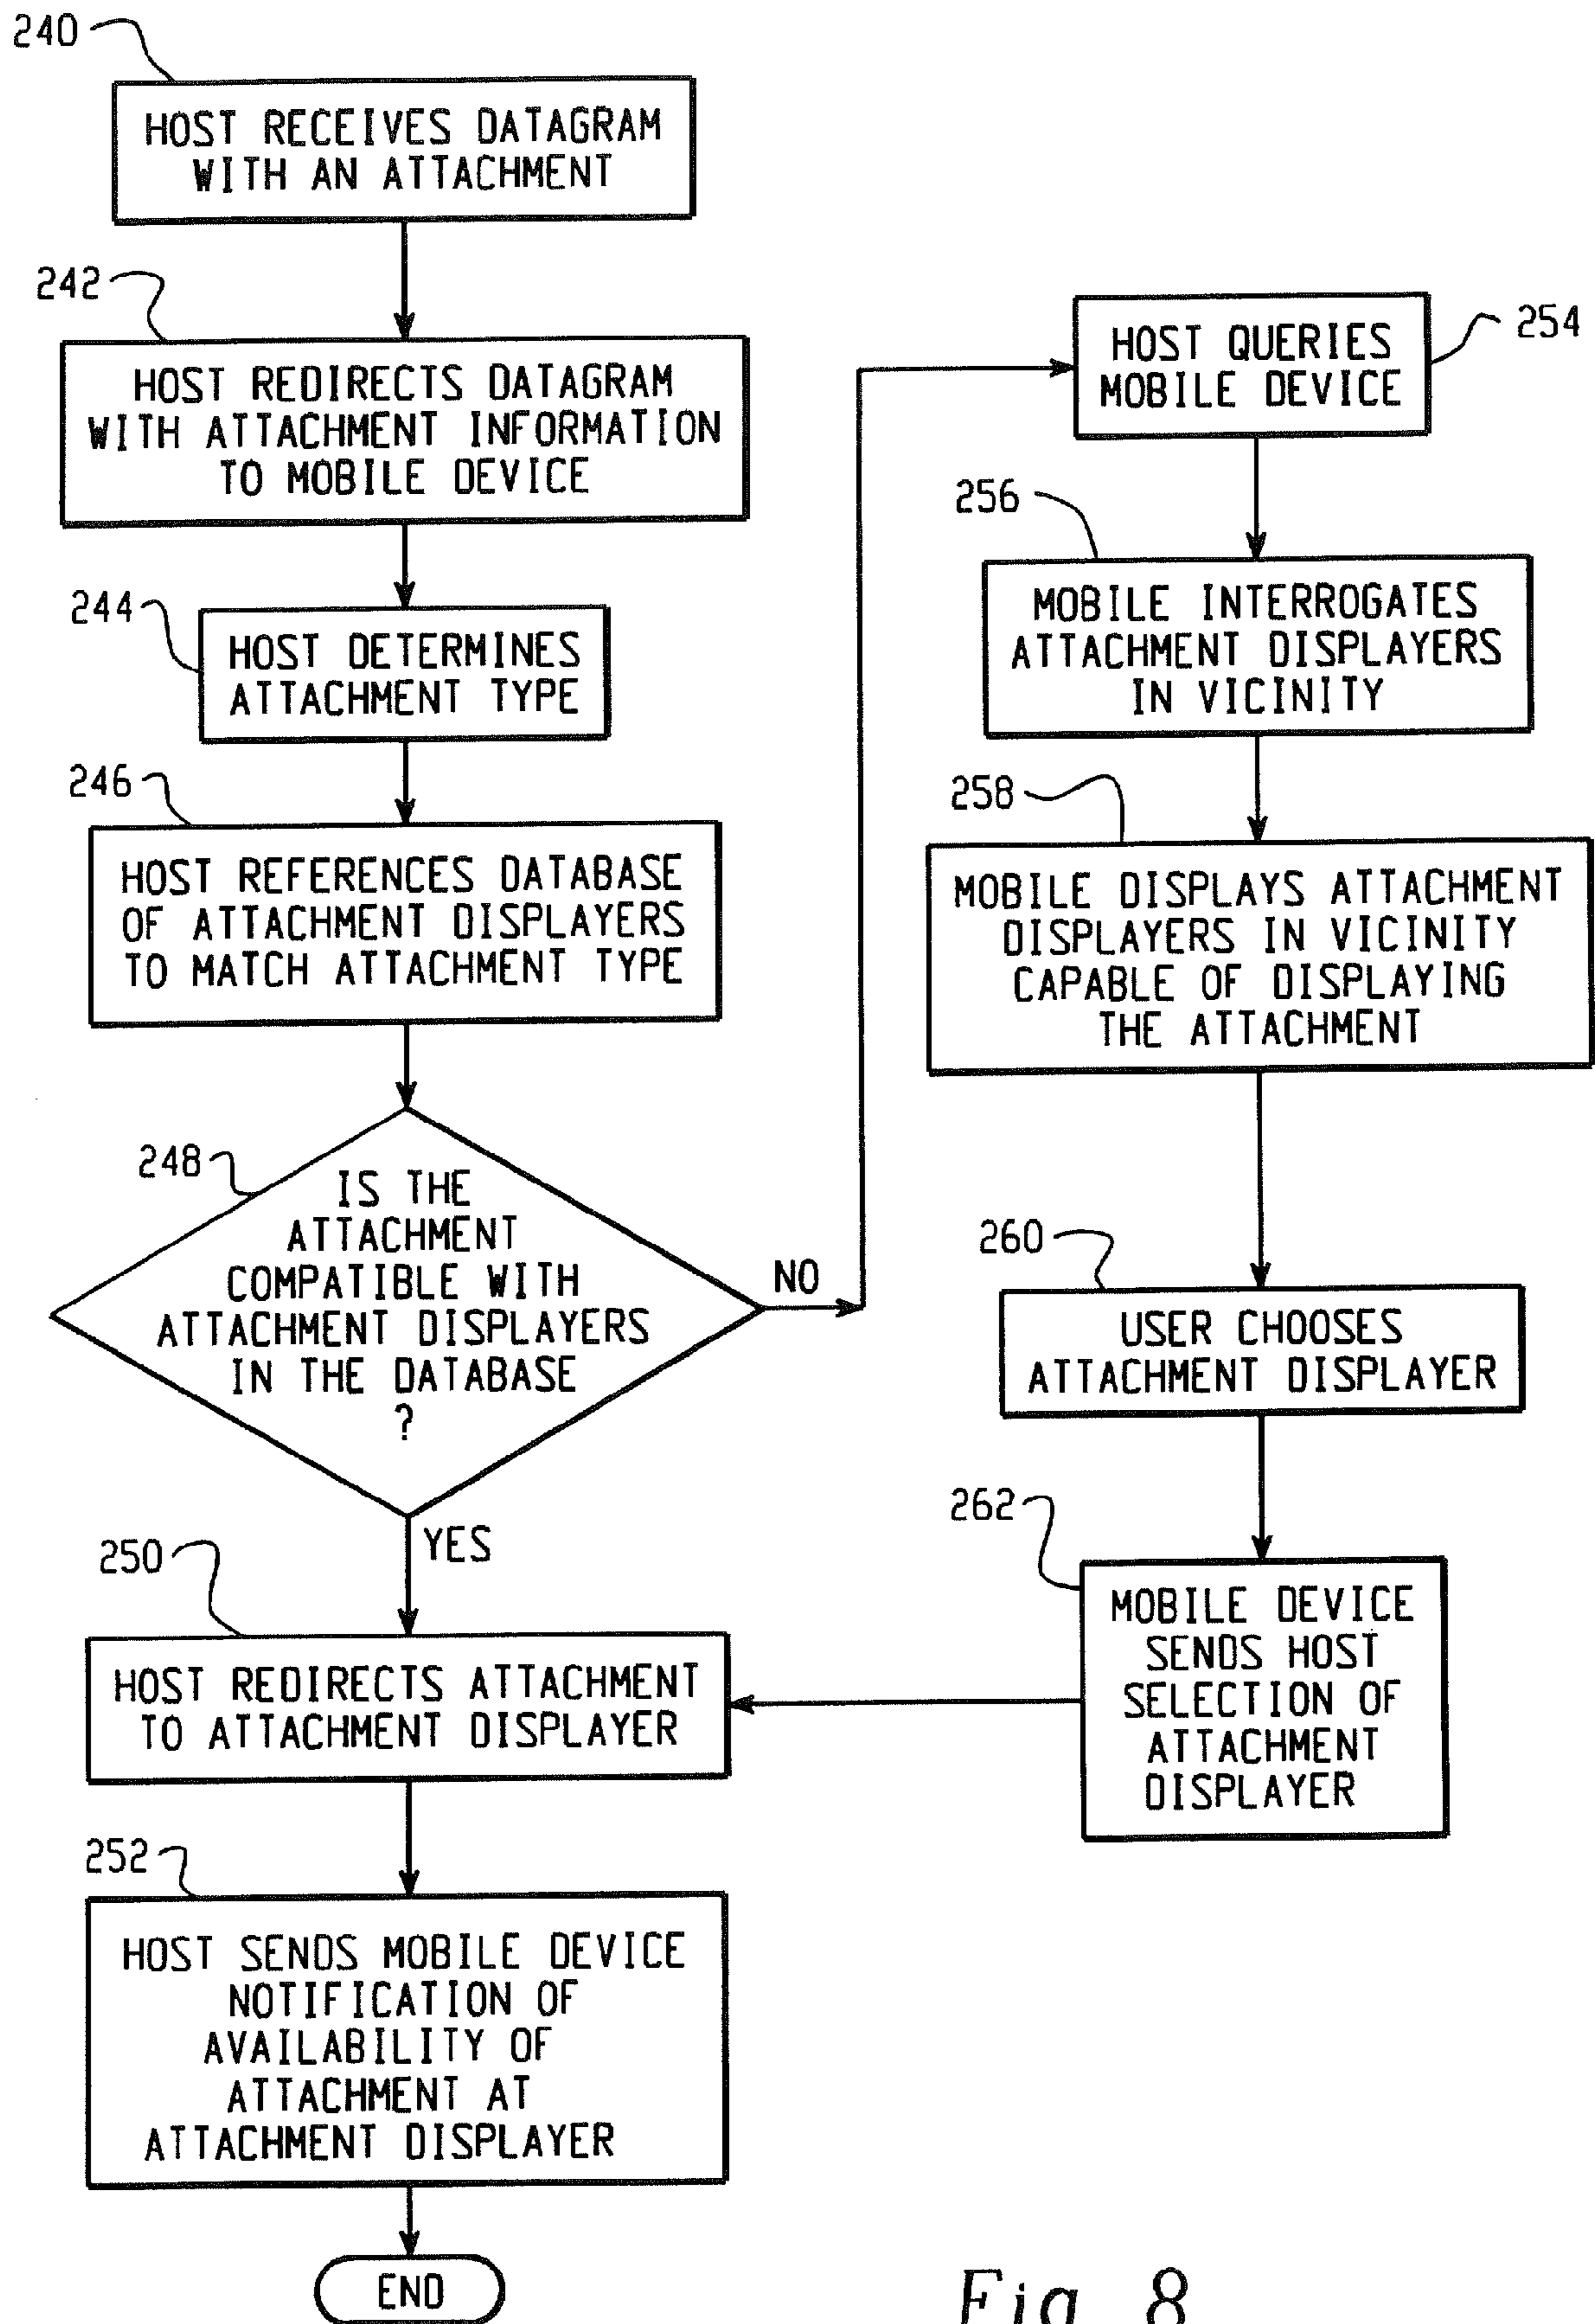 240
HOST RECEIVES DATAGRAM
WITH AN ATTACHMENT
242
HOST REDIRECTS DATAGRAM
WITH ATTACHMENT INFORMATION
TO MOBILE DEVICE
244
HOST DETERMINES
ATTACHMENT TYPE
246
HOST REFERENCES DATABASE
OF ATTACHMENT DISPLAYERS
TO MATCH ATTACHMENT TYPE
248
IS THE
ATTACHMENT
COMPATIBLE WITH
ATTACHMENT DISPLAYERS
IN THE DATABASE
?
NO
YES
250
HOST REDIRECTS ATTACHMENT
TO ATTACHMENT DISPLAYER
252
HOST SENDS MOBILE DEVICE
NOTIFICATION OF
AVAILABILITY OF
ATTACHMENT AT
ATTACHMENT DISPLAYER
END
254
HOST QUERIES
MOBILE DEVICE
256
MOBILE INTERROGATES
ATTACHMENT DISPLAYERS
IN VICINITY
258
MOBILE DISPLAYS ATTACHMENT
DISPLAYERS IN VICINITY
CAPABLE OF DISPLAYING
THE ATTACHMENT
260
USER CHOOSES
ATTACHMENT DISPLAYER
262
MOBILE DEVICE
SENDS HOST
SELECTION OF
ATTACHMENT
DISPLAYER
Fig 8